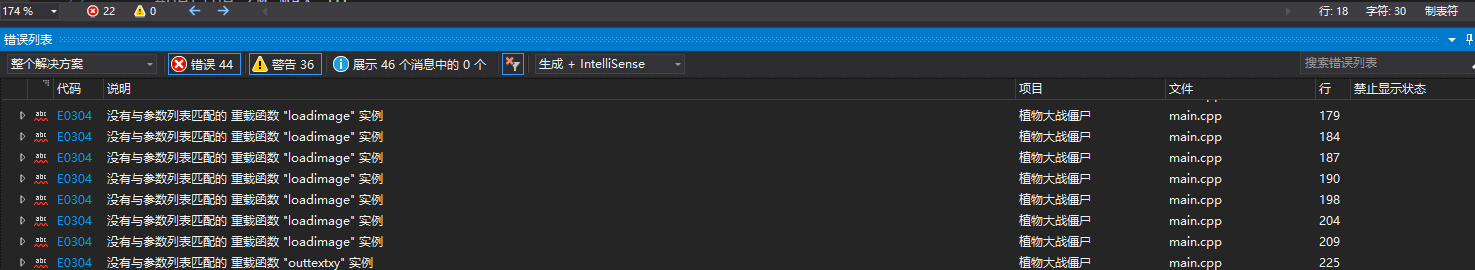 174 % 22 0 行: 18 字符: 30 制表符
错误列表
整个解决方案 错误 44 警告 36 展示 46 个消息中的 0 个 生成 + IntelliSense 搜索错误列表
代码 说明 项目 文件 行 禁止显示状态
abc E0304 没有与参数列表匹配的 重载函数 "loadimage" 实例 植物大战僵尸 main.cpp 179
abc E0304 没有与参数列表匹配的 重载函数 "loadimage" 实例 植物大战僵尸 main.cpp 184
abc E0304 没有与参数列表匹配的 重载函数 "loadimage" 实例 植物大战僵尸 main.cpp 187
abc E0304 没有与参数列表匹配的 重载函数 "loadimage" 实例 植物大战僵尸 main.cpp 190
abc E0304 没有与参数列表匹配的 重载函数 "loadimage" 实例 植物大战僵尸 main.cpp 198
abc E0304 没有与参数列表匹配的 重载函数 "loadimage" 实例 植物大战僵尸 main.cpp 204
abc E0304 没有与参数列表匹配的 重载函数 "loadimage" 实例 植物大战僵尸 main.cpp 209
abc E0304 没有与参数列表匹配的 重载函数 "outtextxy" 实例 植物大战僵尸 main.cpp 225